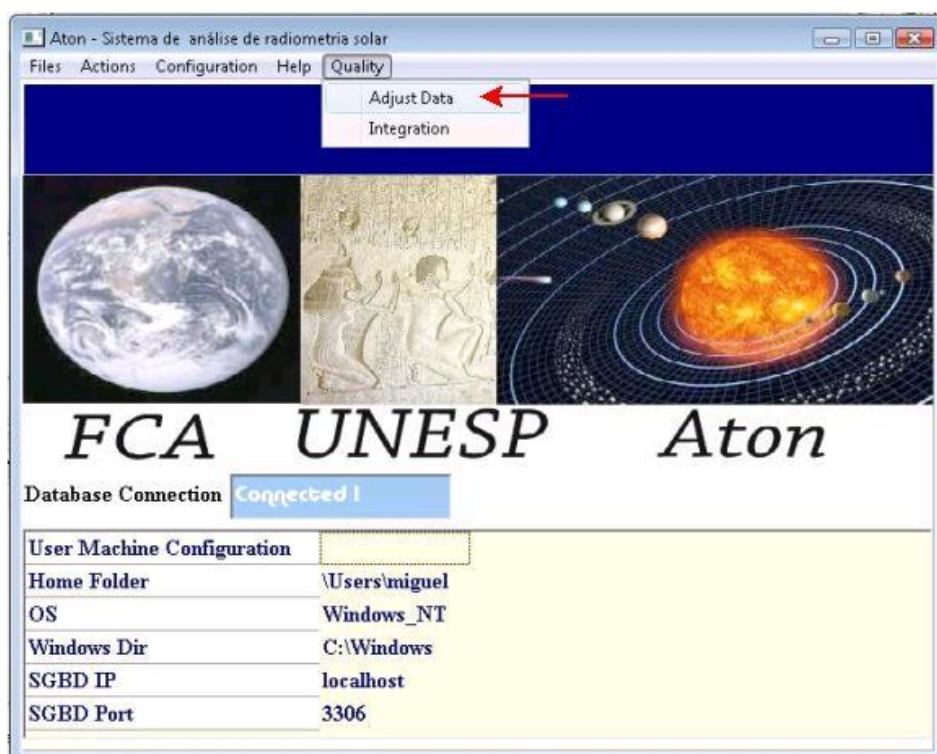 Aton - Sistema de análise de radiometria solar
Files Actions Configuration Help Quality
Adjust Data
Integration
FCA UNESP Aton
Database Connection Connected !
User Machine Configuration
Home Folder \Users\miguel
OS Windows_NT
Windows Dir C:\Windows
SGBD IP localhost
SGBD Port 3306